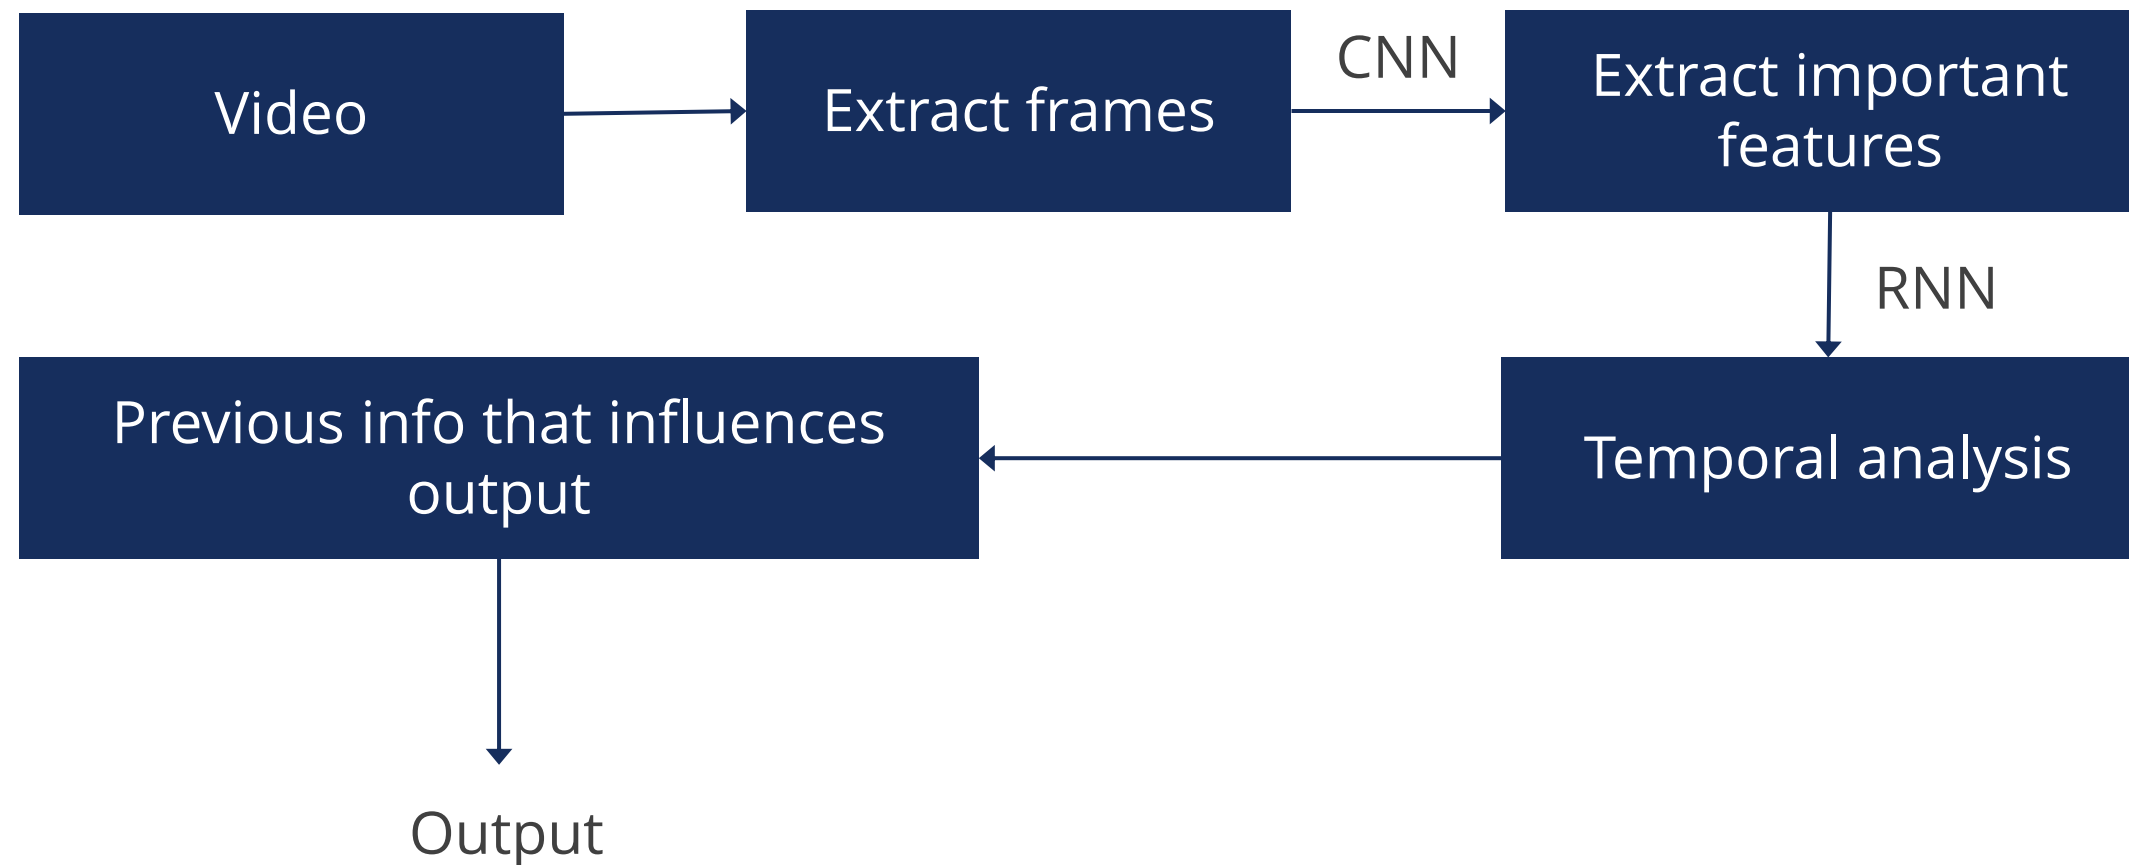 Video
Extract frames
CNN
Extract important
features
RNN
Temporal analysis
Previous info that influences
output
Output